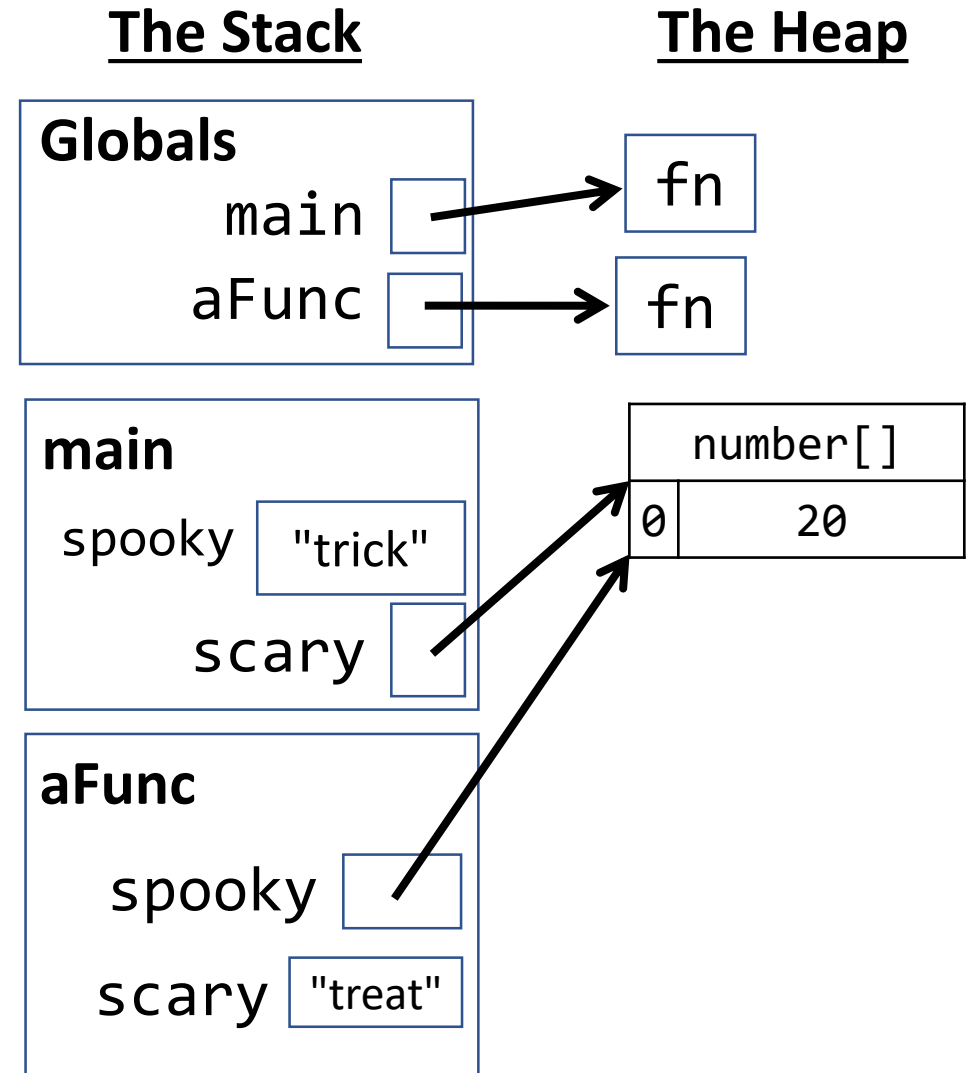 The Stack
The Heap
Globals
main
fn
aFunc
fn
main
number[]
spooky "trick"
0 20
scary
aFunc
spooky
scary "treat"